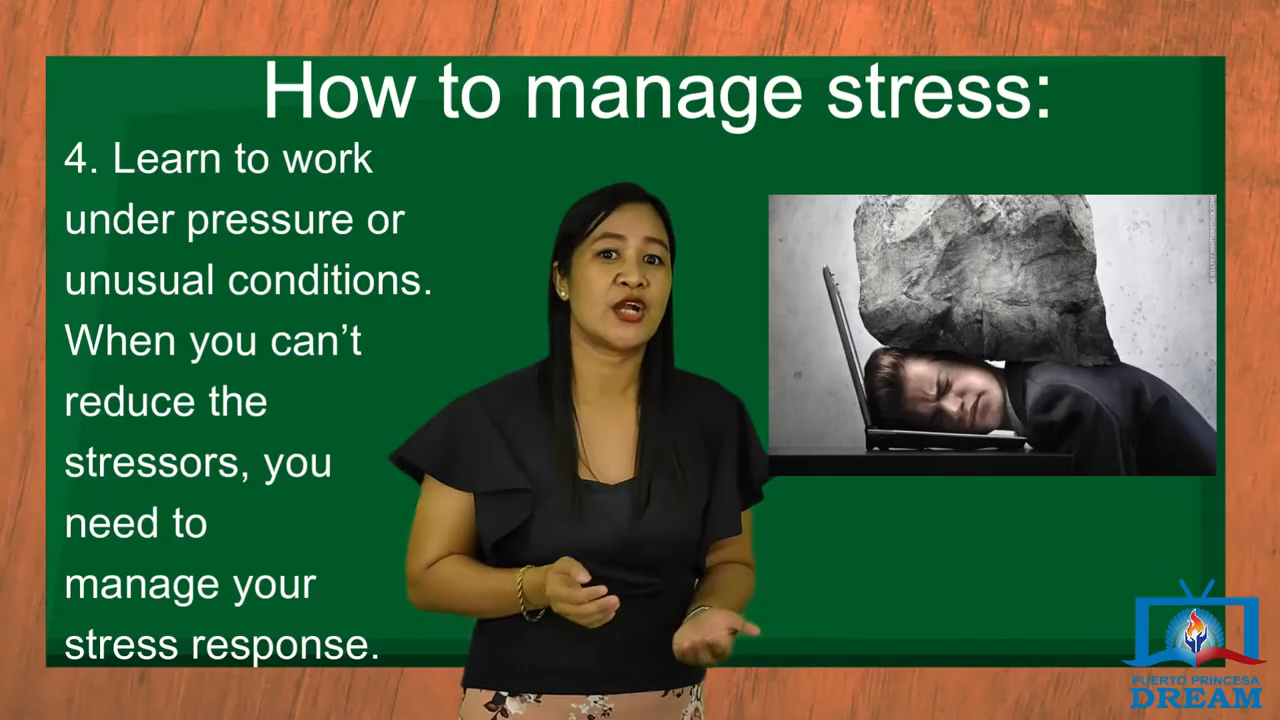 How to manage stress:
4. Learn to work
under pressure or
unusual conditions.
When you can’t
reduce the
stressors, you
need to
manage your
stress response.
PUERTO PRINCESA
DREAM